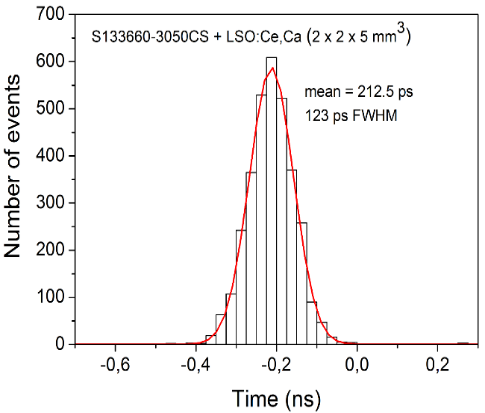 S133660-3050CS + LSO:Ce,Ca (2 x 2 x 5 mm³)
mean = 212.5 ps
123 ps FWHM
Number of events
700
600
500
400
300
200
100
0
-0,6 -0,4 -0,2 0,0 0,2
Time (ns)